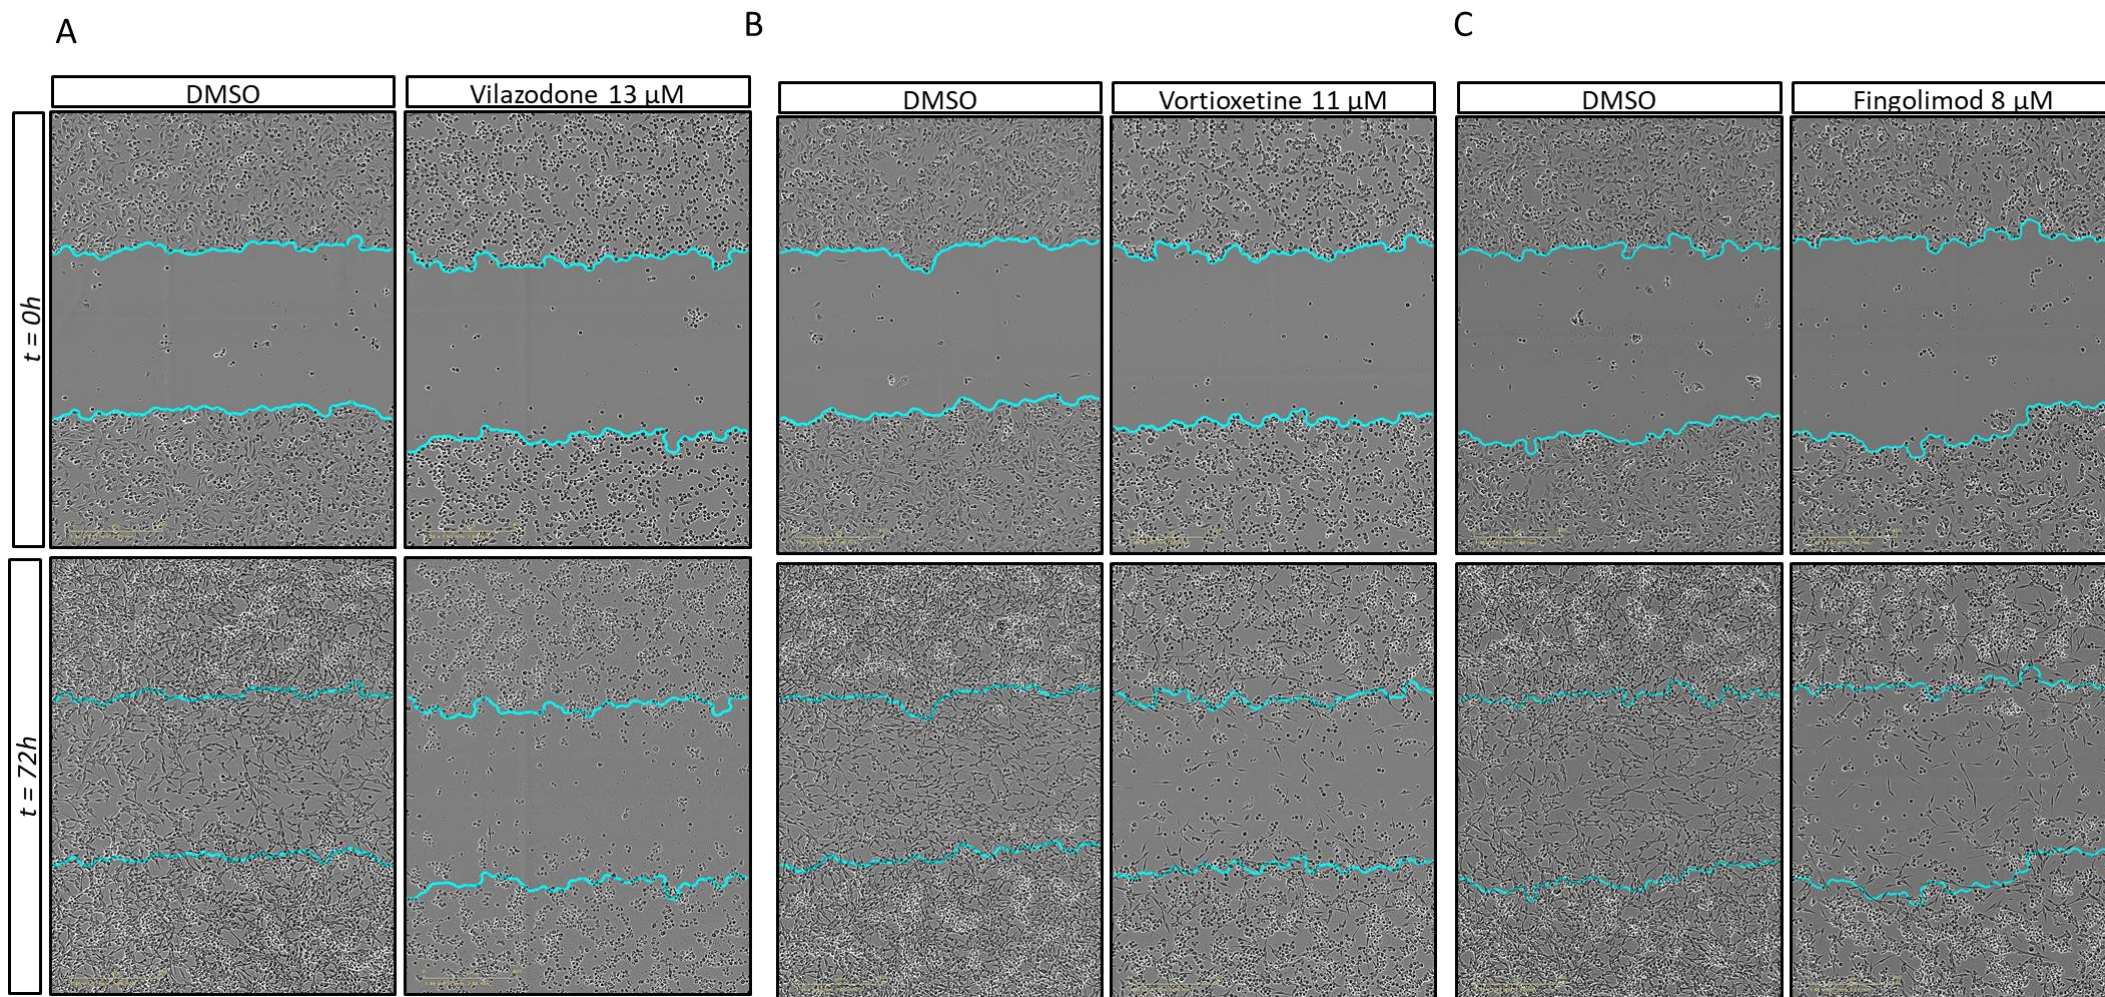 A
B
C
DMSO
Vilazodone 13 µM
DMSO
Vortioxetine 11 µM
DMSO
Fingolimod 8 µM
t = 0h
t = 72h